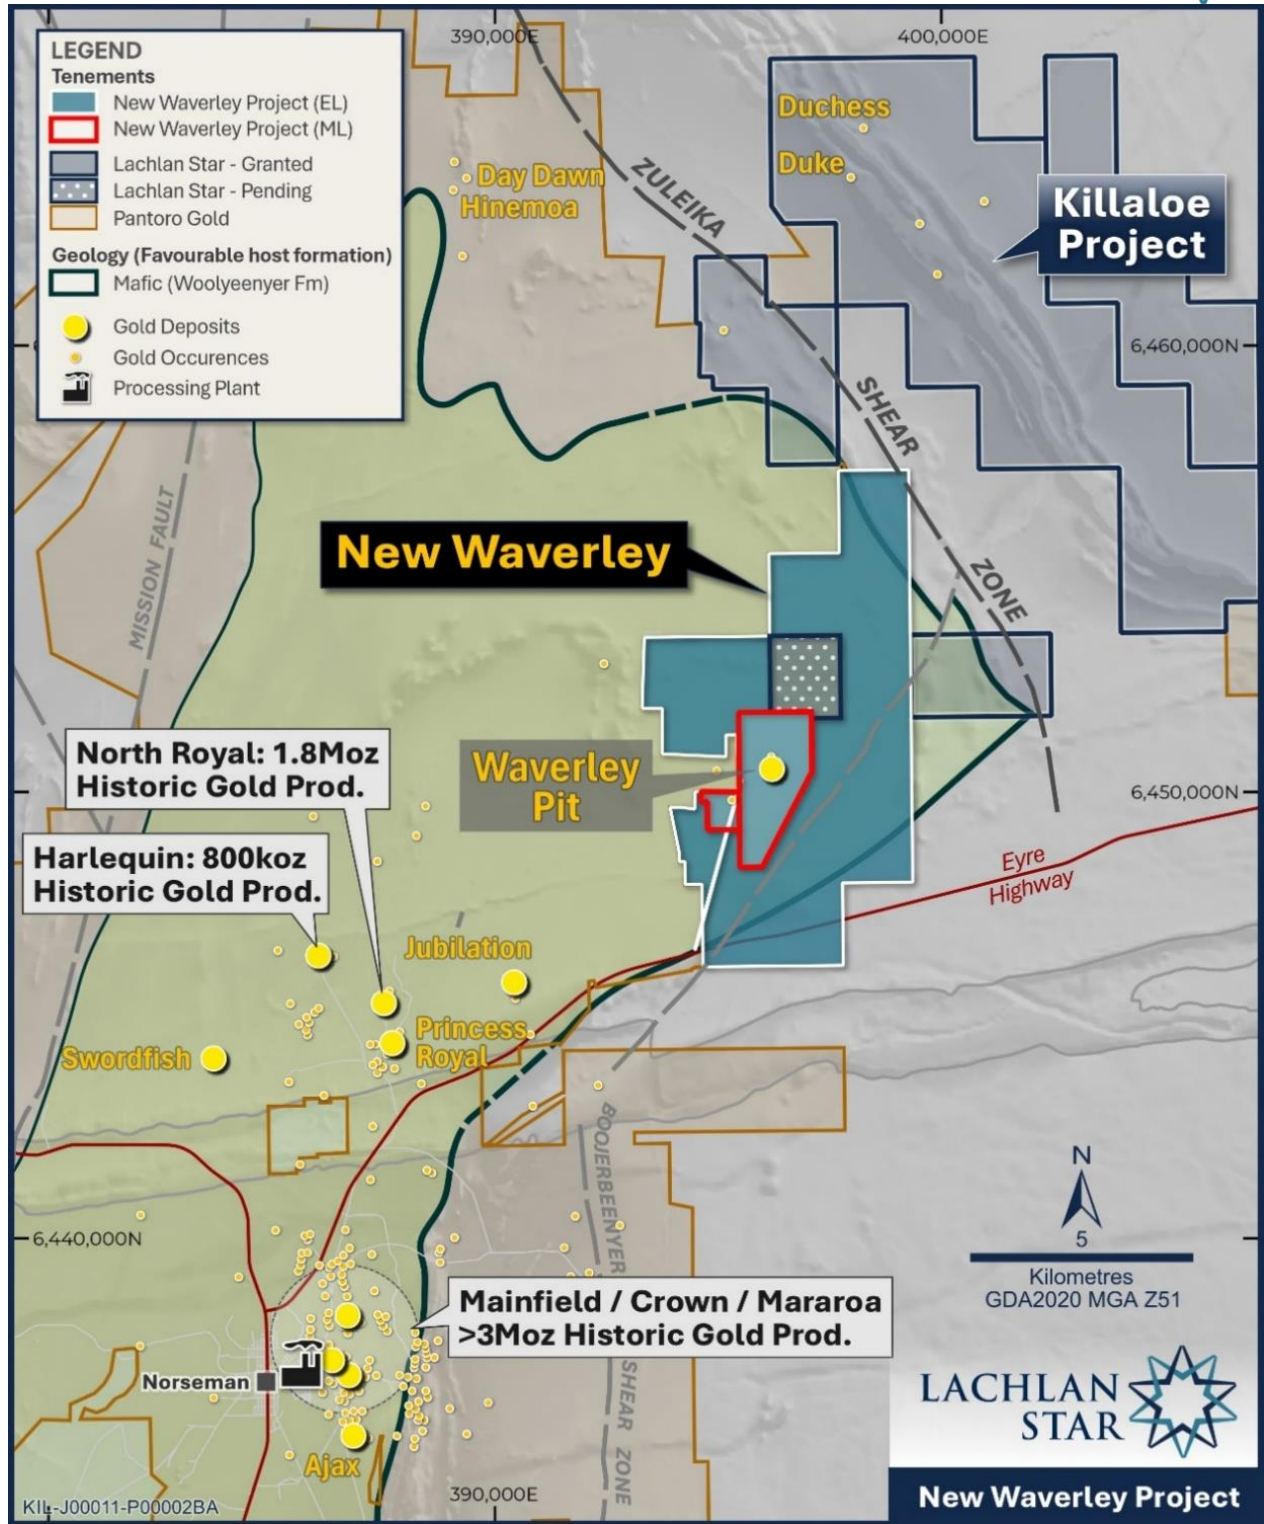 LEGEND
Tenements
New Waverley Project (EL)
New Waverley Project (ML)
Lachlan Star - Granted
Lachlan Star - Pending
Pantoro Gold
Geology (Favourable host formation)
Mafic (Woolyeenyer Fm)
Gold Deposits
Gold Occurences
Processing Plant
390,000E
400,000E
Duchess
Duke
Day Dawn
Hinemoa
ZULEIKA
SHEAR
ZONE
Killaloe
Project
6,460,000N
MISSION FAULT
New Waverley
North Royal: 1.8Moz
Historic Gold Prod.
Waverley
Pit
6,450,000N
Harlequin: 800koz
Historic Gold Prod.
Eyre
Highway
Jubilation
Princess
Royal
Swordfish
BOOJERBEENYER
SHEAR ZONE
6,440,000N
N
5
Kilometres
GDA2020 MGA Z51
Mainfield / Crown / Mararoa
>3Moz Historic Gold Prod.
Norseman
Ajax
LACHLAN
STAR
390,000E
KIL-J00011-P00002BA
New Waverley Project